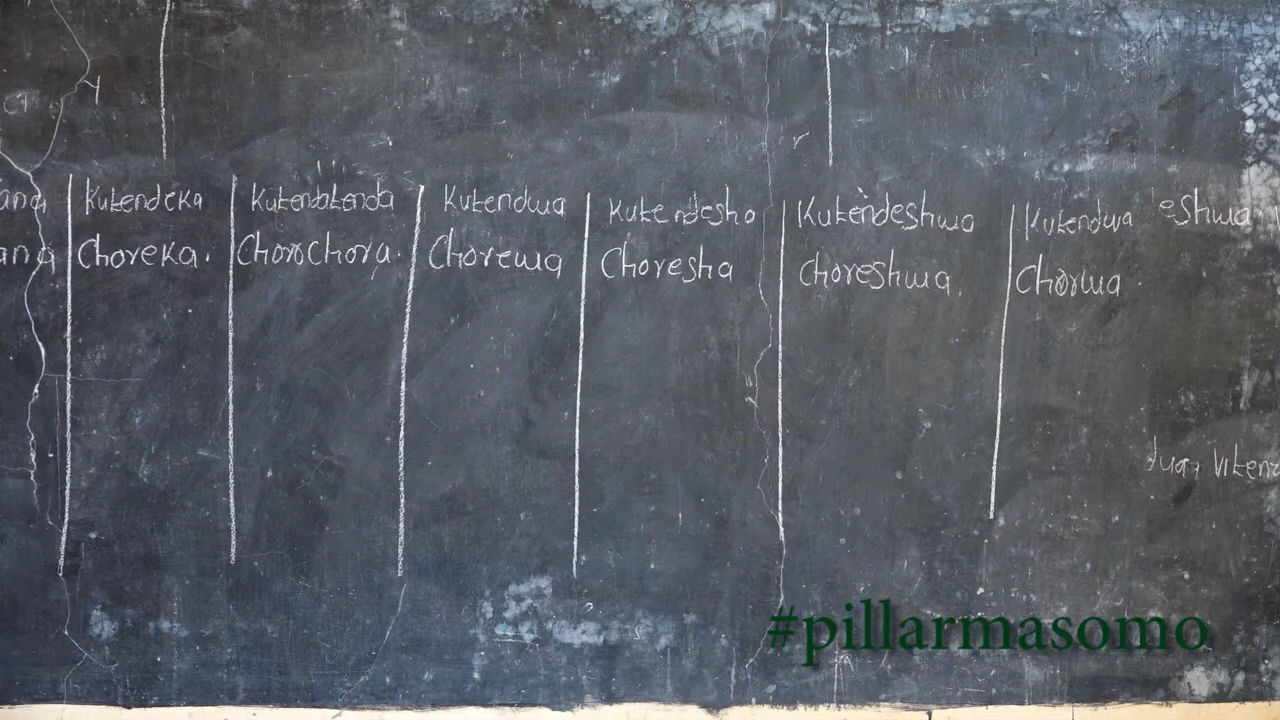 Kutendeka Kutendatenda Kutendwa Kutendesha Kutendeshwa Kutendwa eshwa
Choreka. ChoraChora. Chorewa Choresha Choreshwa. Chorwa.
#pillarmasomo